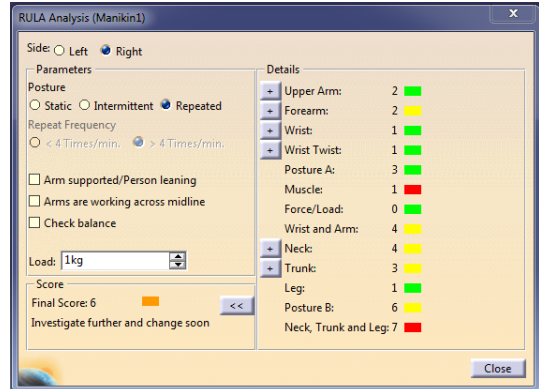 RULA Analysis (Manikin1)
X
Side: Left Right
Parameters
Posture
Static Intermittent Repeated
Repeat Frequency
< 4 Times/min. > 4 Times/min.
Arm supported/Person leaning
Arms are working across midline
Check balance
Load: 1kg
Score
Final Score: 6
<<
Investigate further and change soon
Details
+ Upper Arm: 2
+ Forearm: 2
+ Wrist: 1
+ Wrist Twist: 1
Posture A: 3
Muscle: 1
Force/Load: 0
Wrist and Arm: 4
+ Neck: 4
+ Trunk: 3
Leg: 1
Posture B: 6
Neck, Trunk and Leg: 7
Close